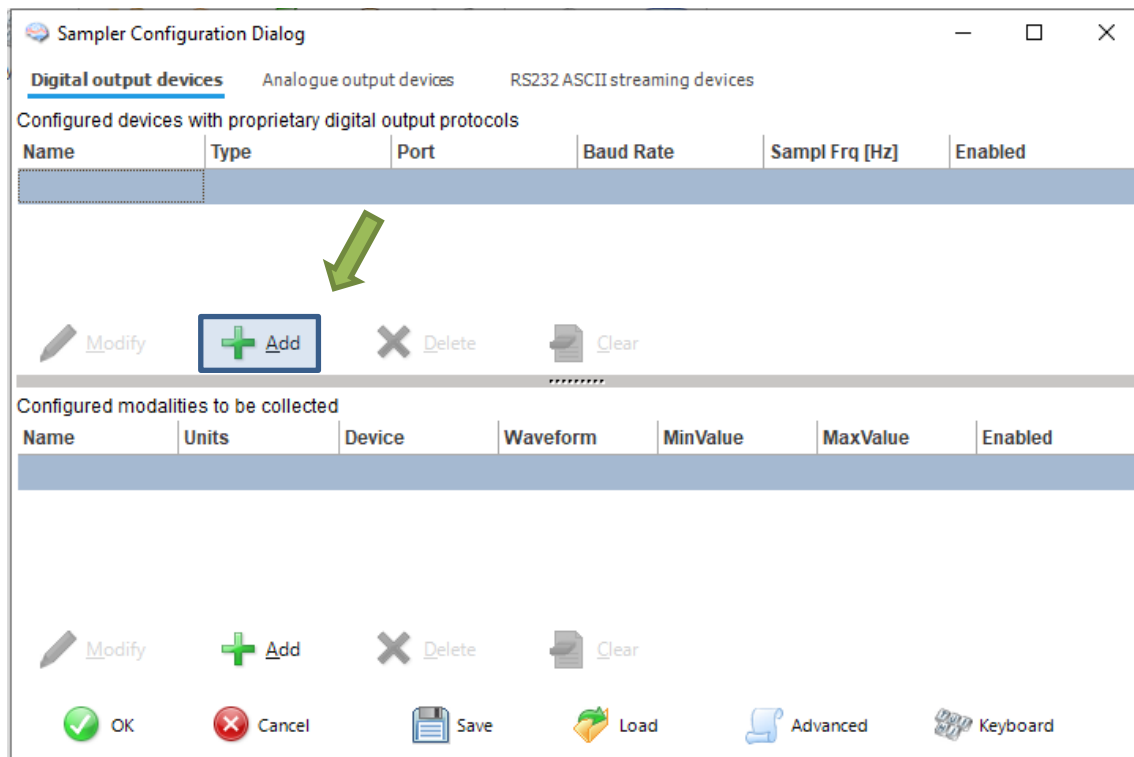 Sampler Configuration Dialog
Digital output devices Analogue output devices RS232 ASCII streaming devices
Configured devices with proprietary digital output protocols
Name Type Port Baud Rate Sampl Frq [Hz] Enabled
Modify Add Delete Clear
Configured modalities to be collected
Name Units Device Waveform MinValue MaxValue Enabled
Modify Add Delete Clear
OK Cancel Save Load Advanced Keyboard